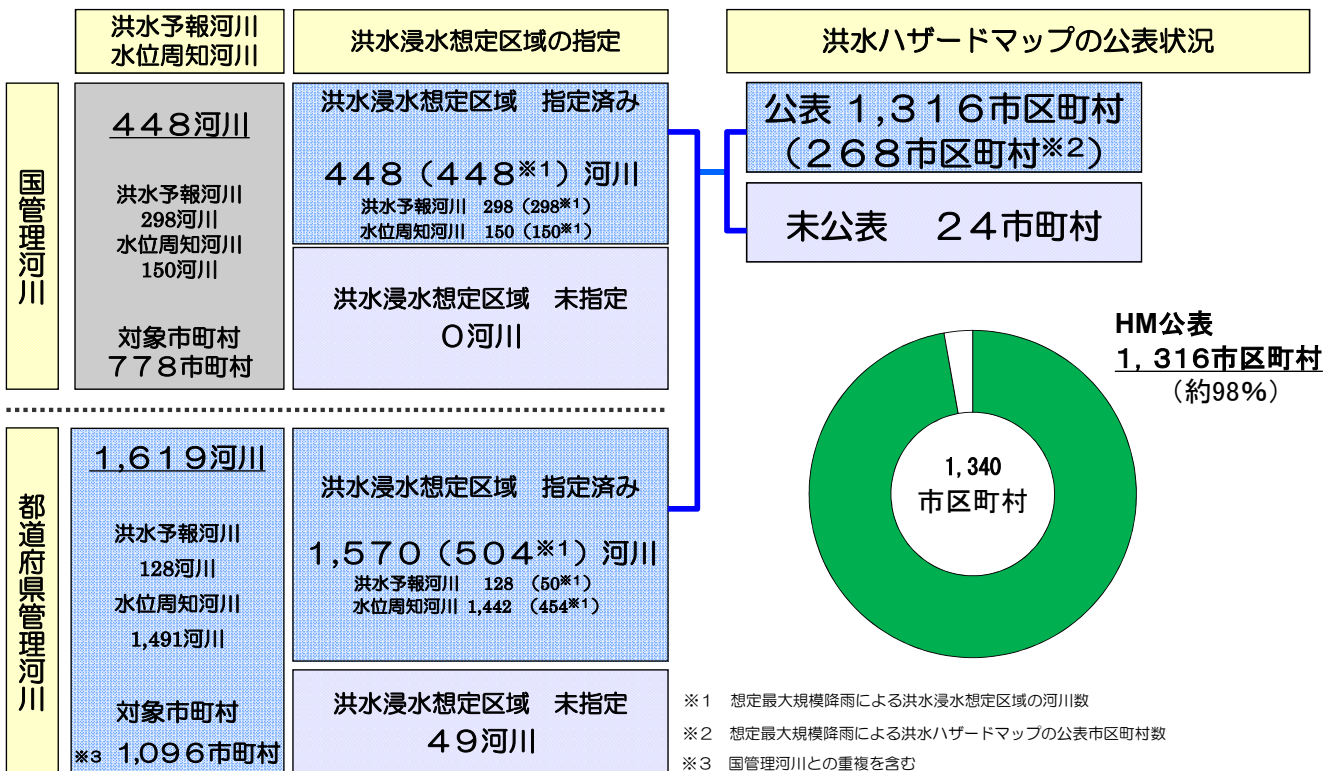 洪水予報河川
水位周知河川
洪水浸水想定区域の指定
洪水ハザードマップの公表状況
国管理河川
448河川
洪水予報河川
298河川
水位周知河川
150河川
対象市町村
778市町村
洪水浸水想定区域 指定済み
448(448※1)河川
洪水予報河川 298(298※1)
水位周知河川 150(150※1)
洪水浸水想定区域 未指定
0河川
公表 1,316市区町村
(268市区町村※2)
未公表 24市町村
HM公表
1,316市区町村
(約98%)
1,340
市区町村
都道府県管理河川
1,619河川
洪水予報河川
128河川
水位周知河川
1,491河川
対象市町村
※3 1,096市町村
洪水浸水想定区域 指定済み
1,570(504※1)河川
洪水予報河川 128 (50※1)
水位周知河川 1,442 (454※1)
洪水浸水想定区域 未指定
49河川
※1 想定最大規模降雨による洪水浸水想定区域の河川数
※2 想定最大規模降雨による洪水ハザードマップの公表市区町村数
※3 国管理河川との重複を含む